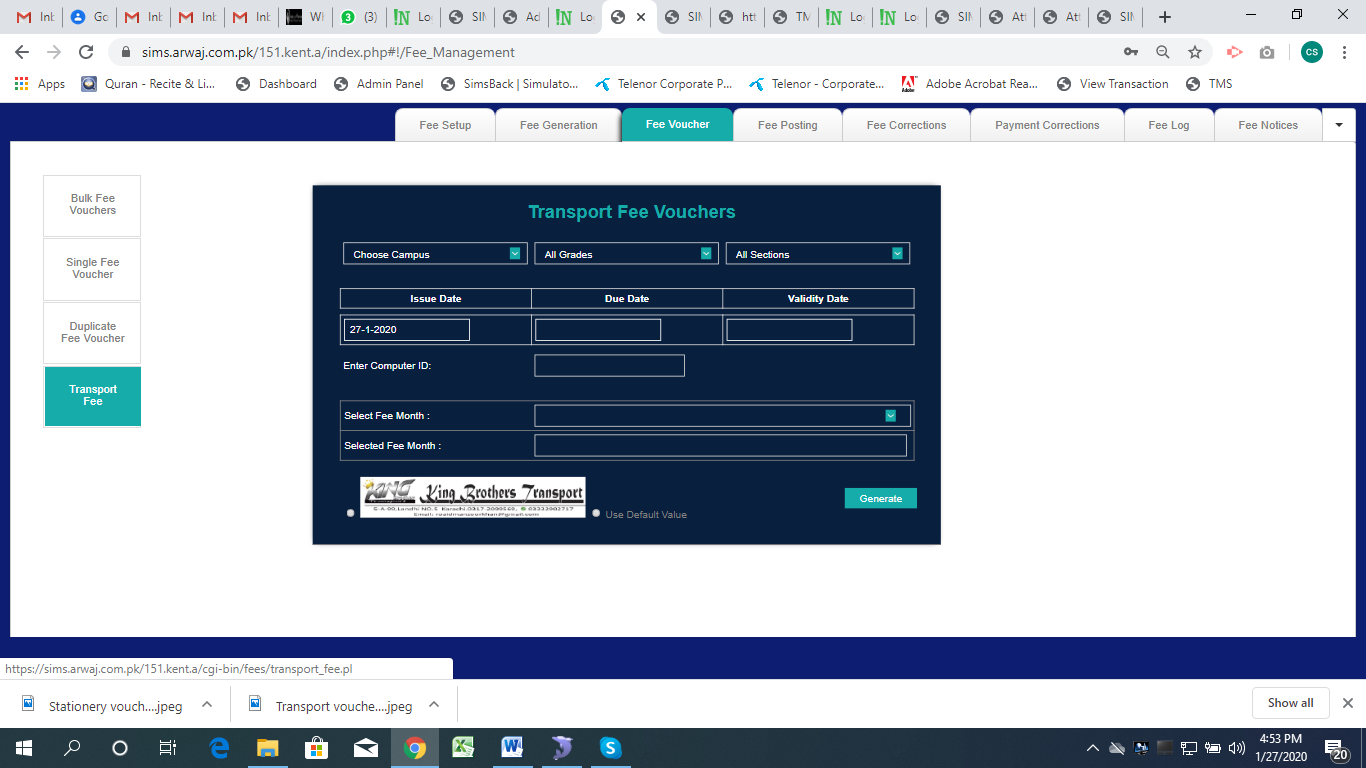 Inb
Go
Inb
Inb
Inb
Wh
(3)
Lo
SIM
Ad
Lo
SIM
htt
TM
Lo
Lo
SIM
Att
Att
SIM
sims.arwaj.com.pk/151.kent.a/index.php#!/Fee_Management
CS
Apps
Quran - Recite & Li...
Dashboard
Admin Panel
SimsBack | Simulato...
Telenor Corporate P...
Telenor - Corporate...
Adobe Acrobat Rea...
View Transaction
TMS
Fee Setup
Fee Generation
Fee Voucher
Fee Posting
Fee Corrections
Payment Corrections
Fee Log
Fee Notices
Bulk Fee
Vouchers
Single Fee
Voucher
Duplicate
Fee Voucher
Transport
Fee
Transport Fee Vouchers
Choose Campus
All Grades
All Sections
Issue Date
Due Date
Validity Date
27-1-2020
Enter Computer ID:
Select Fee Month :
Selected Fee Month :
King Brothers Transport
Use Default Value
Generate
https://sims.arwaj.com.pk/151.kent.a/cgi-bin/fees/transport_fee.pl
Stationery vouch....jpeg
Transport vouche....jpeg
Show all
4:53 PM
1/27/2020
20